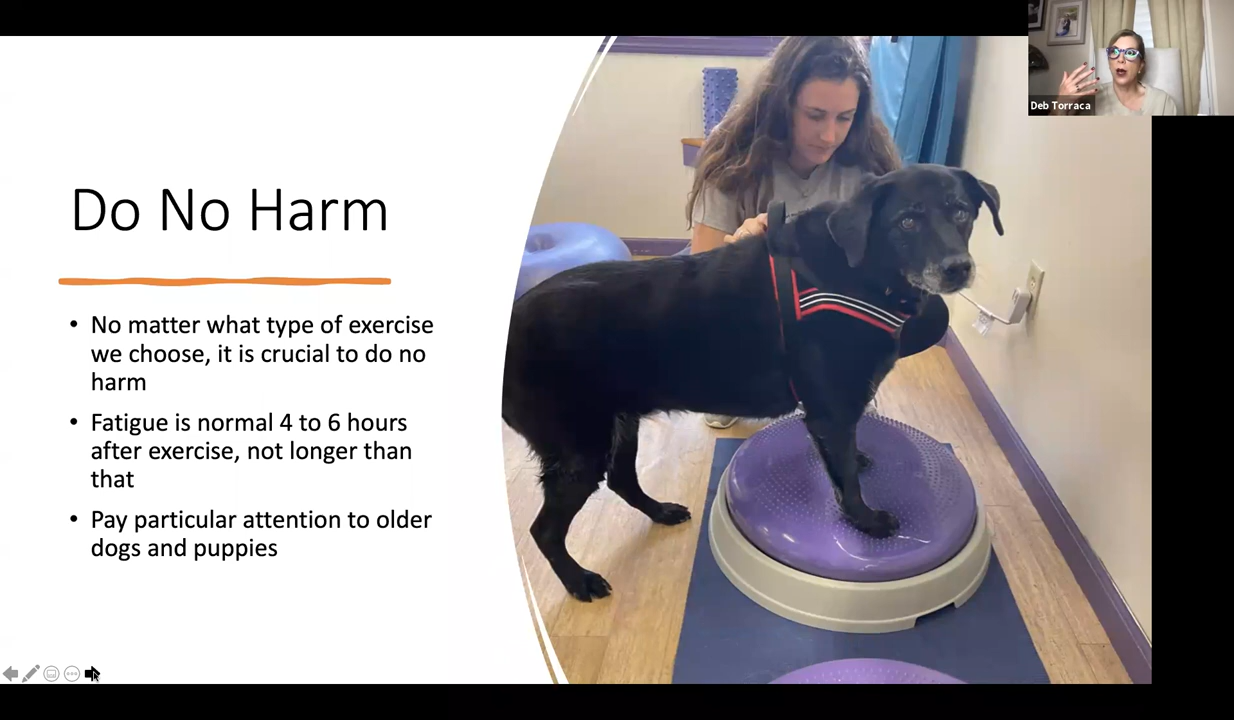 Deb Torraca
Do No Harm
• No matter what type of exercise
we choose, it is crucial to do no
harm
• Fatigue is normal 4 to 6 hours
after exercise, not longer than
that
• Pay particular attention to older
dogs and puppies